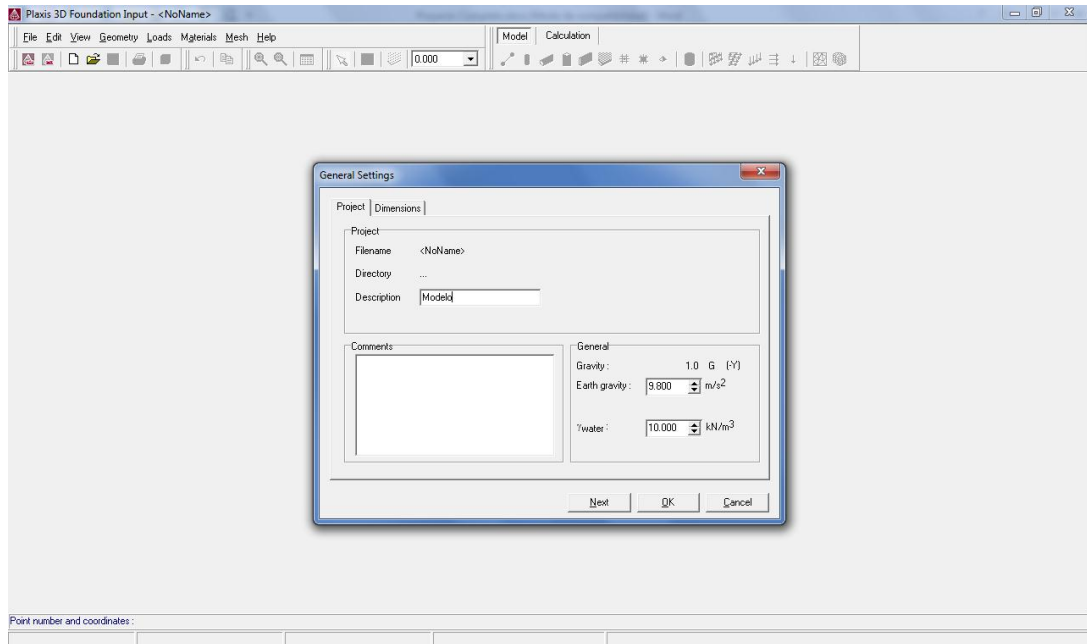 Plaxis 3D Foundation Input - <NoName>
File Edit View Geometry Loads Materials Mesh Help
Model Calculation
0.000
General Settings
Project Dimensions
Project
Filename <NoName>
Directory ...
Description Modelo
Comments
General
Gravity : 1.0 G (-Y)
Earth gravity : 9.800 m/s2
γwater : 10.000 kN/m3
Next OK Cancel
Point number and coordinates :